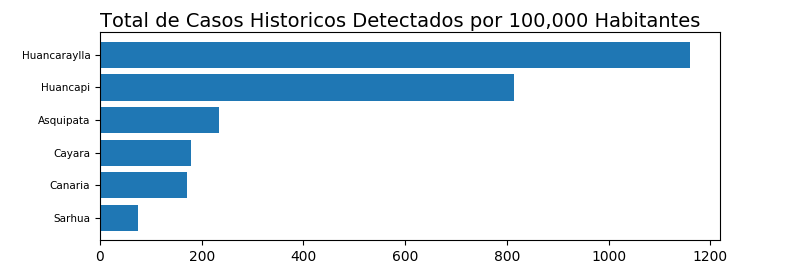 Total de Casos Historicos Detectados por 100,000 Habitantes
Huancaraylla
Huancapi
Asquipata
Cayara
Canaria
Sarhua
0 200 400 600 800 1000 1200